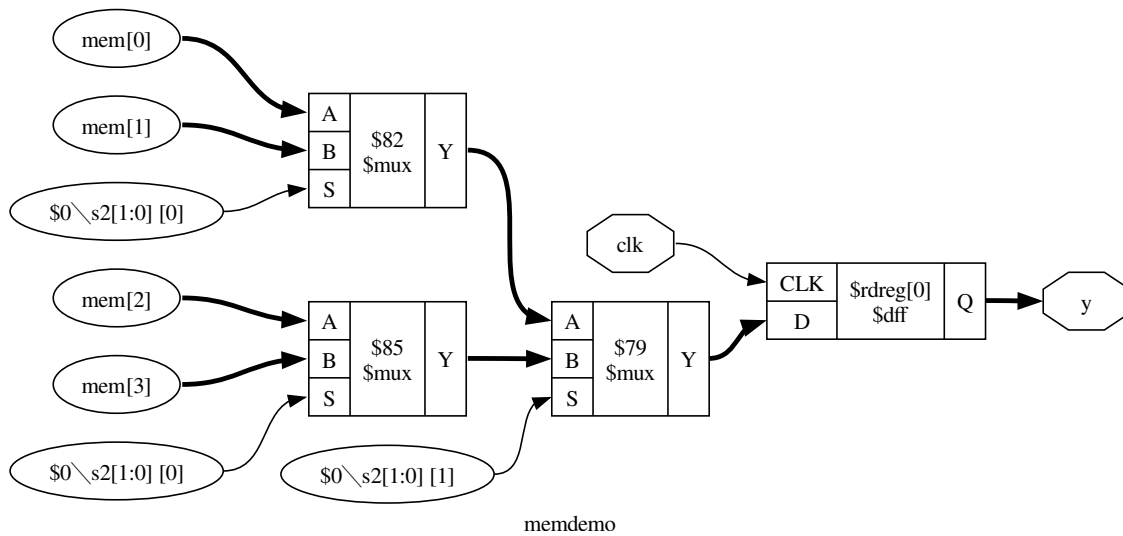 mem[0]
mem[1]
$0\s2[1:0] [0]
A
B
S
$82
$mux
Y
mem[2]
mem[3]
$0\s2[1:0] [0]
A
B
S
$85
$mux
Y
$0\s2[1:0] [1]
A
B
S
$79
$mux
Y
clk
CLK
D
$rdreg[0]
$dff
Q
y
memdemo